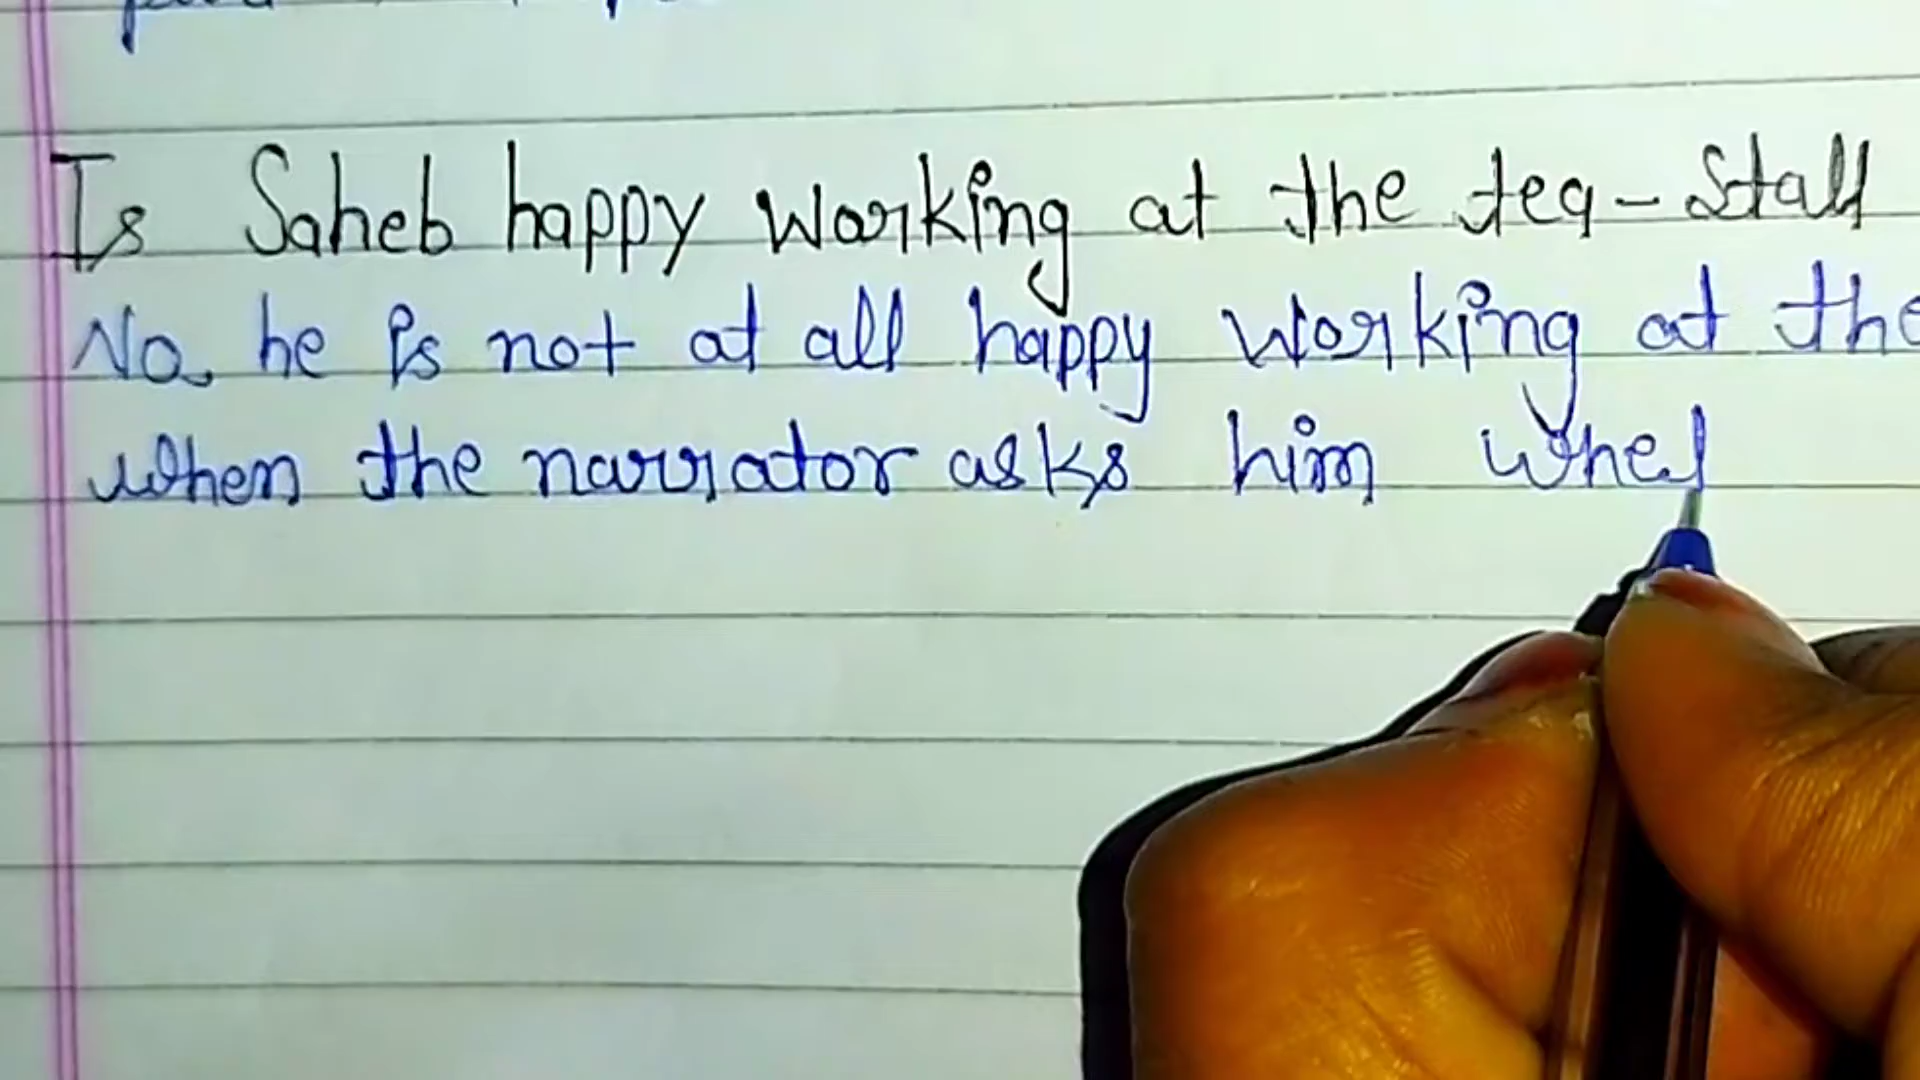 Is Saheb happy working at the tea-stall
No, he is not at all happy working at the
when the narrator asks him whet